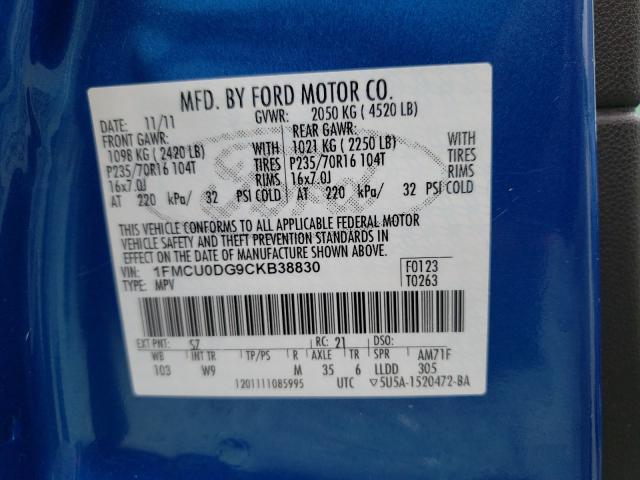 MFD. BY FORD MOTOR CO.
DATE: 11/11 GVWR: 2050 KG ( 4520 LB)
FRONT GAWR: REAR GAWR:
1098 KG ( 2420 LB) WITH 1021 KG ( 2250 LB) WITH
P235/70R16 104T TIRES P235/70R16 104T TIRES
16x7.0J RIMS 16x7.0J RIMS
AT 220 kPa/ 32 PSI COLD AT 220 kPa/ 32 PSI COLD
THIS VEHICLE CONFORMS TO ALL APPLICABLE FEDERAL MOTOR
VEHICLE SAFETY AND THEFT PREVENTION STANDARDS IN
EFFECT ON THE DATE OF MANUFACTURE SHOWN ABOVE.
VIN: 1FMCU0DG9CKB38830 F0123
TYPE: MPV T0263
EXT PNT: SZ RC: 21 DSO:
WB INT TR TP/PS R AXLE TR SPR AM71F
103 W9 M 35 6 LLDD 305
1201111085995 UTC ▽5U5A-1520472-BA